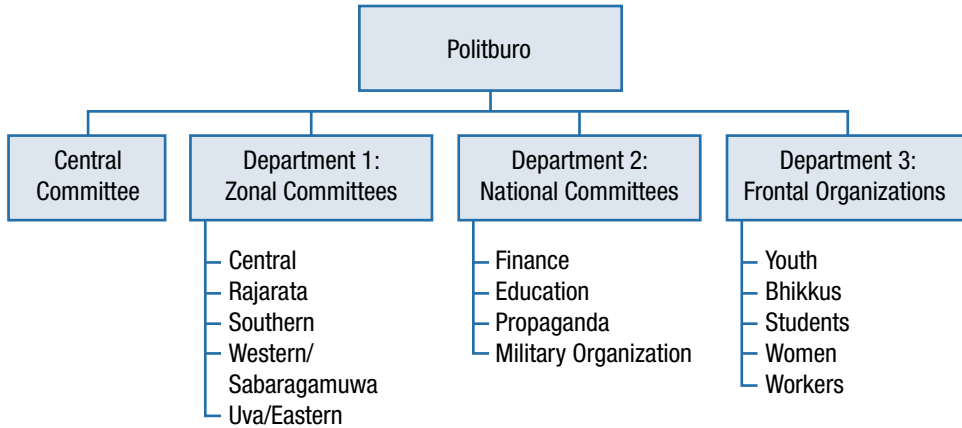 Politburo
Central
Committee
Department 1:
Zonal Committees
Central
Rajarata
Southern
Western/
Sabaragamuwa
Uva/Eastern
Department 2:
National Committees
Finance
Education
Propaganda
Military Organization
Department 3:
Frontal Organizations
Youth
Bhikkus
Students
Women
Workers